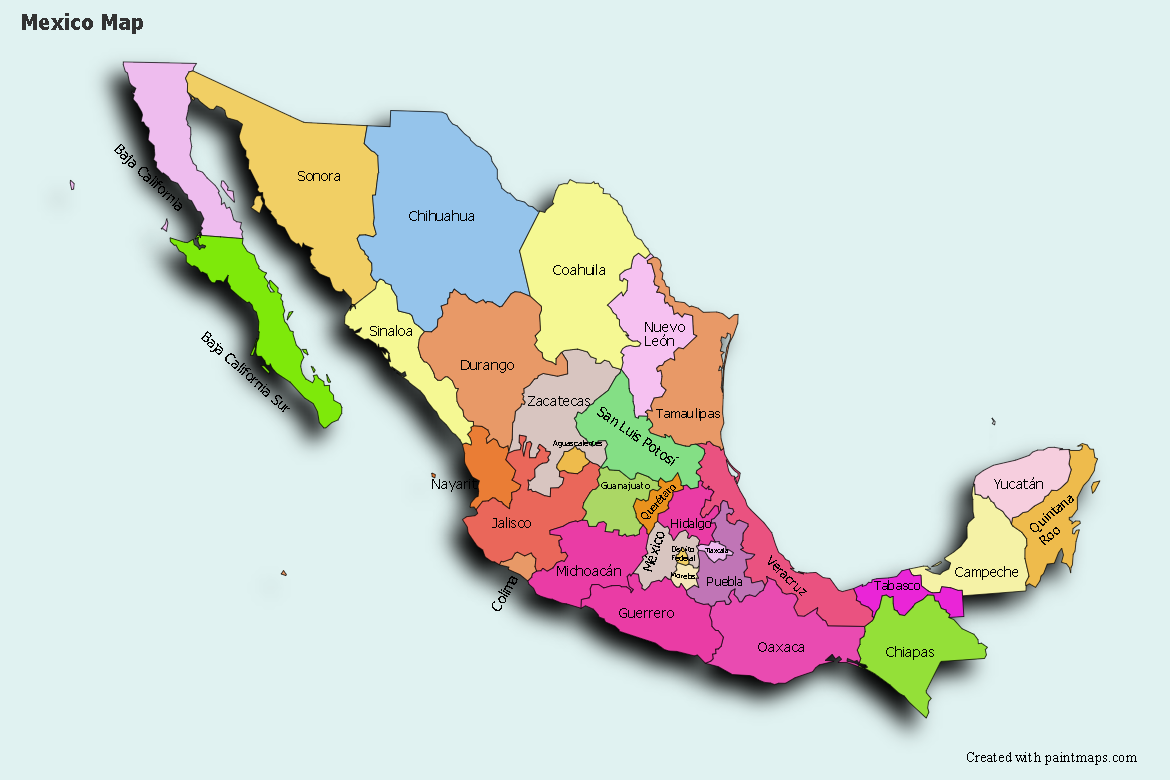 Mexico Map
Baja California
Sonora
Chihuahua
Coahuila
Baja California Sur
Sinaloa
Nuevo
León
Durango
Zacatecas
Tamaulipas
San Luis Potosí
Aguascalientes
Nayarit
Guanajuato
Querétaro
Yucatán
Quintana
Roo
Jalisco
Hidalgo
México
Distrito
Federal
Tlaxcala
Michoacán
Morelos
Puebla
Veracruz
Campeche
Tabasco
Colima
Guerrero
Oaxaca
Chiapas
Created with paintmaps.com